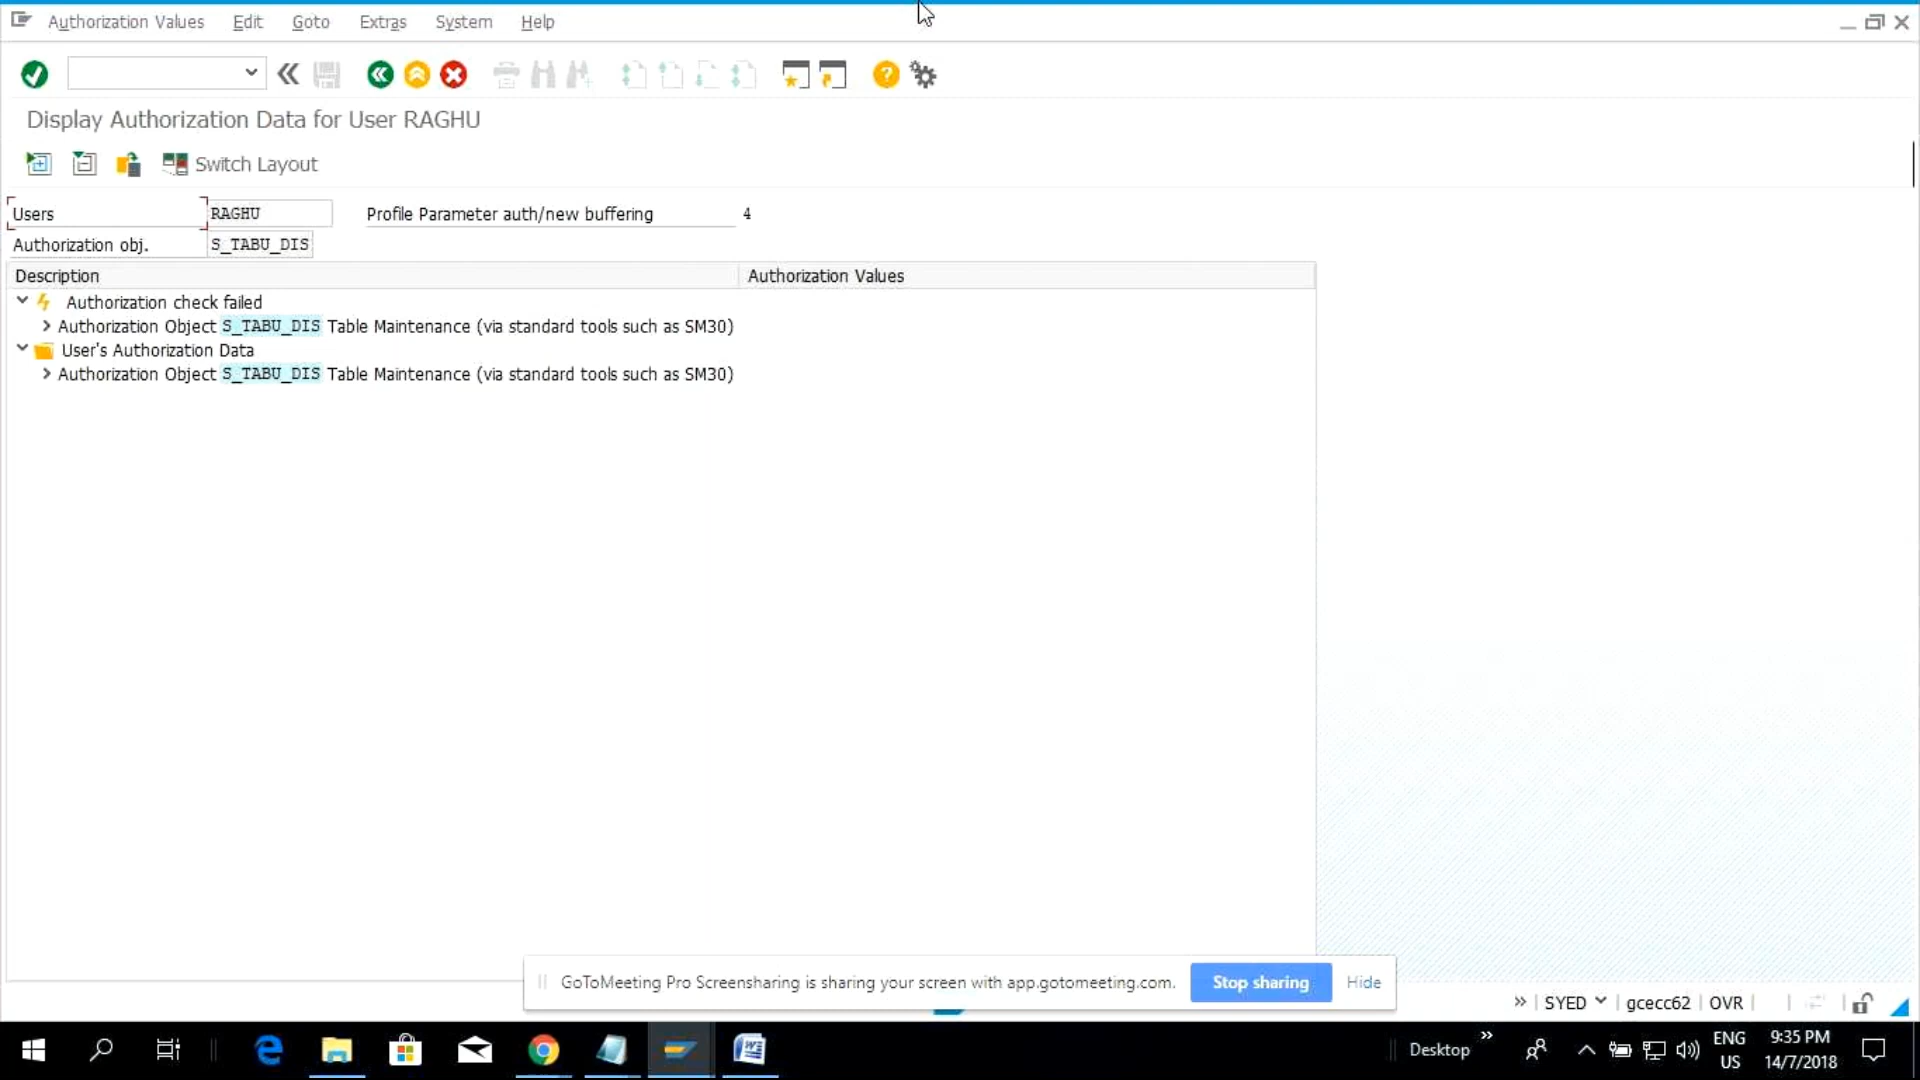 Authorization Values Edit Goto Extras System Help
Display Authorization Data for User RAGHU
Switch Layout
Users RAGHU Profile Parameter auth/new buffering 4
Authorization obj. S_TABU_DIS
Description Authorization Values
Authorization check failed
Authorization Object S_TABU_DIS Table Maintenance (via standard tools such as SM30)
User's Authorization Data
Authorization Object S_TABU_DIS Table Maintenance (via standard tools such as SM30)
GoToMeeting Pro Screensharing is sharing your screen with app.gotomeeting.com. Stop sharing Hide
SYED gcecc62 OVR
Desktop ENG 9:35 PM
US 14/7/2018